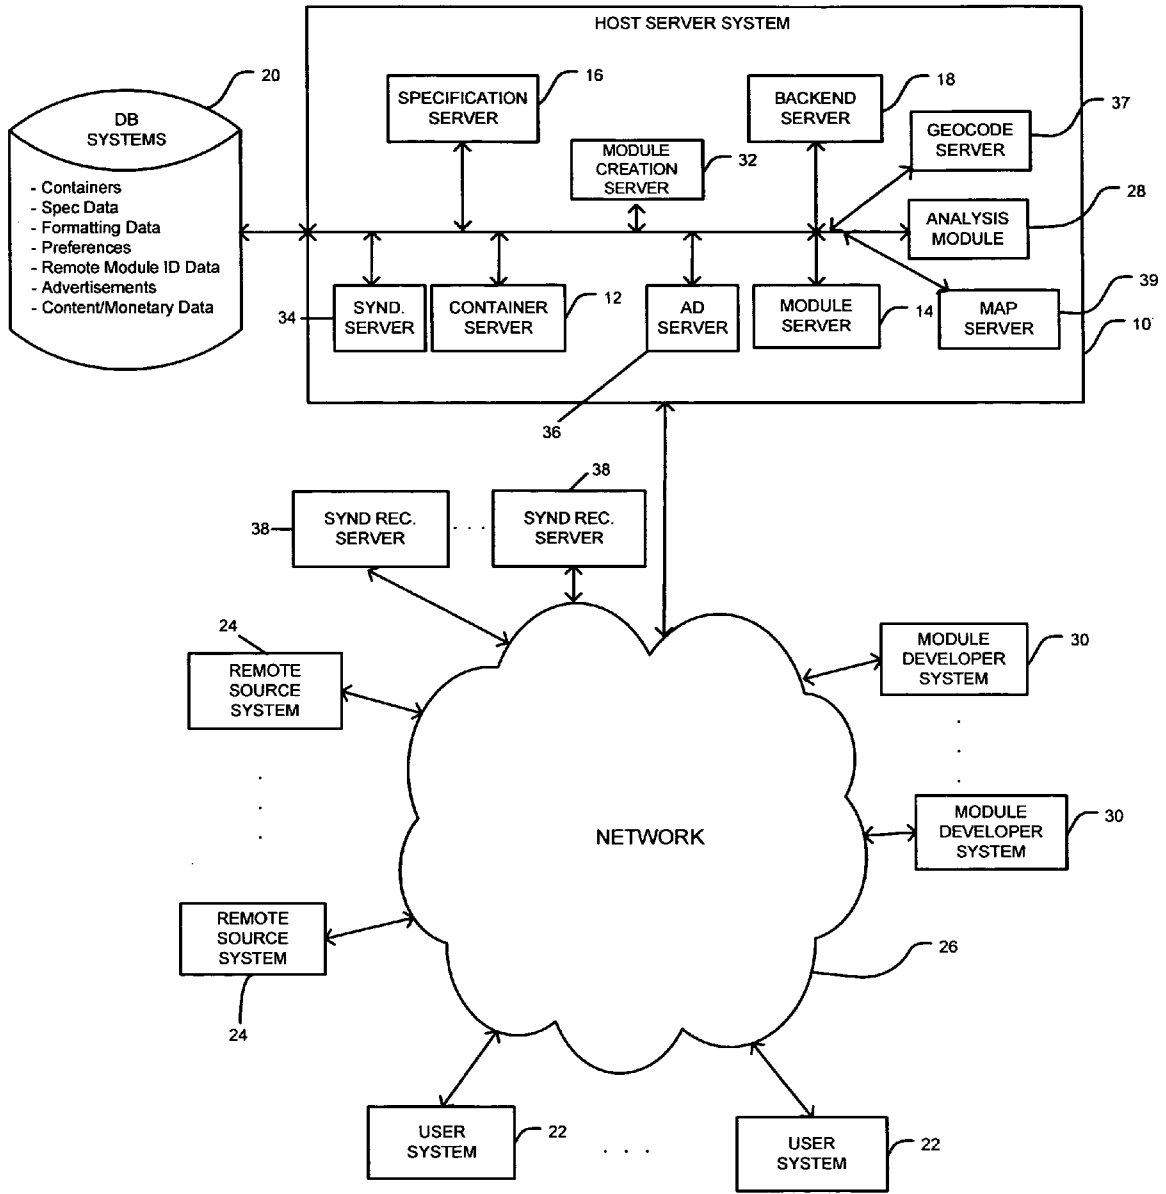 HOST SERVER SYSTEM
20
DB
SYSTEMS
- Containers
- Spec Data
- Formatting Data
- Preferences
- Remote Module ID Data
- Advertisements
- Content/Monetary Data
SPECIFICATION
SERVER
16
MODULE
CREATION
SERVER
32
BACKEND
SERVER
18
GEOCODE
SERVER
37
ANALYSIS
MODULE
28
SYND.
SERVER
34
CONTAINER
SERVER
12
AD
SERVER
36
MODULE
SERVER
14
MAP
SERVER
39
10
SYND REC.
SERVER
38
. . . .
SYND REC.
SERVER
38
REMOTE
SOURCE
SYSTEM
24
MODULE
DEVELOPER
SYSTEM
30
NETWORK
MODULE
DEVELOPER
SYSTEM
30
REMOTE
SOURCE
SYSTEM
24
26
USER
SYSTEM
22
. . .
USER
SYSTEM
22